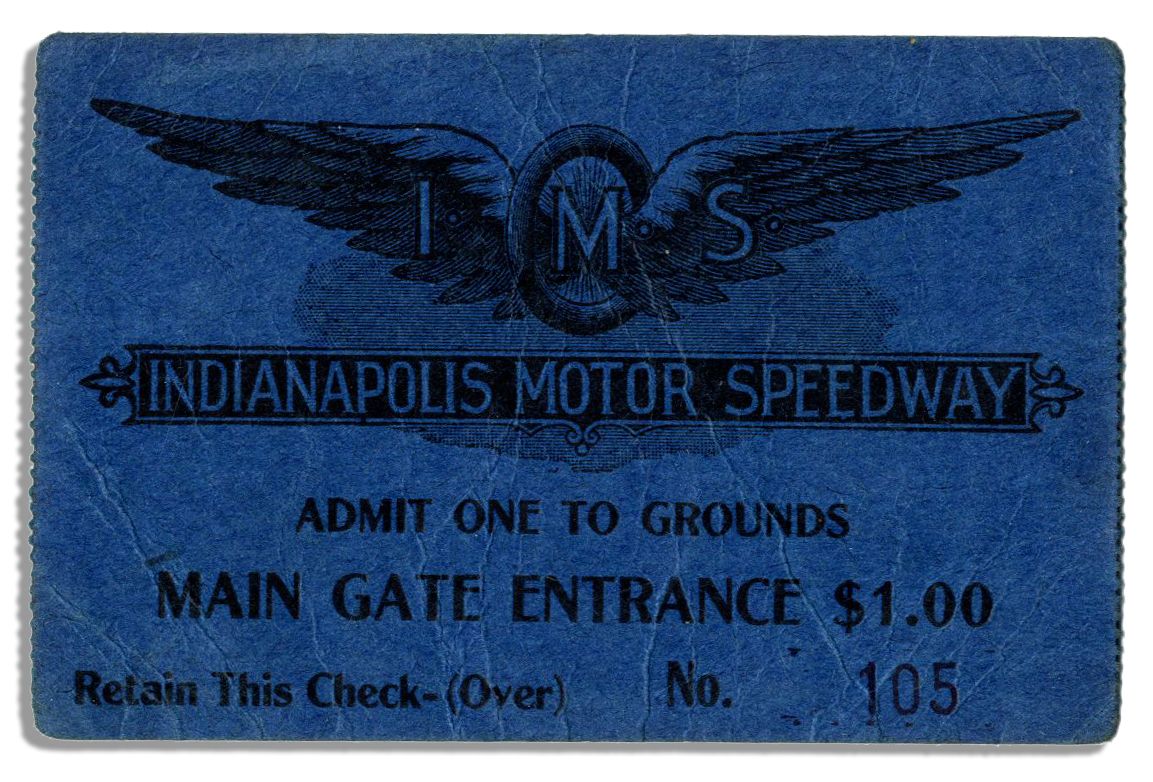 I. M. S.
INDIANAPOLIS MOTOR SPEEDWAY
ADMIT ONE TO GROUNDS
MAIN GATE ENTRANCE $1.00
Retain This Check-(Over) No. 105